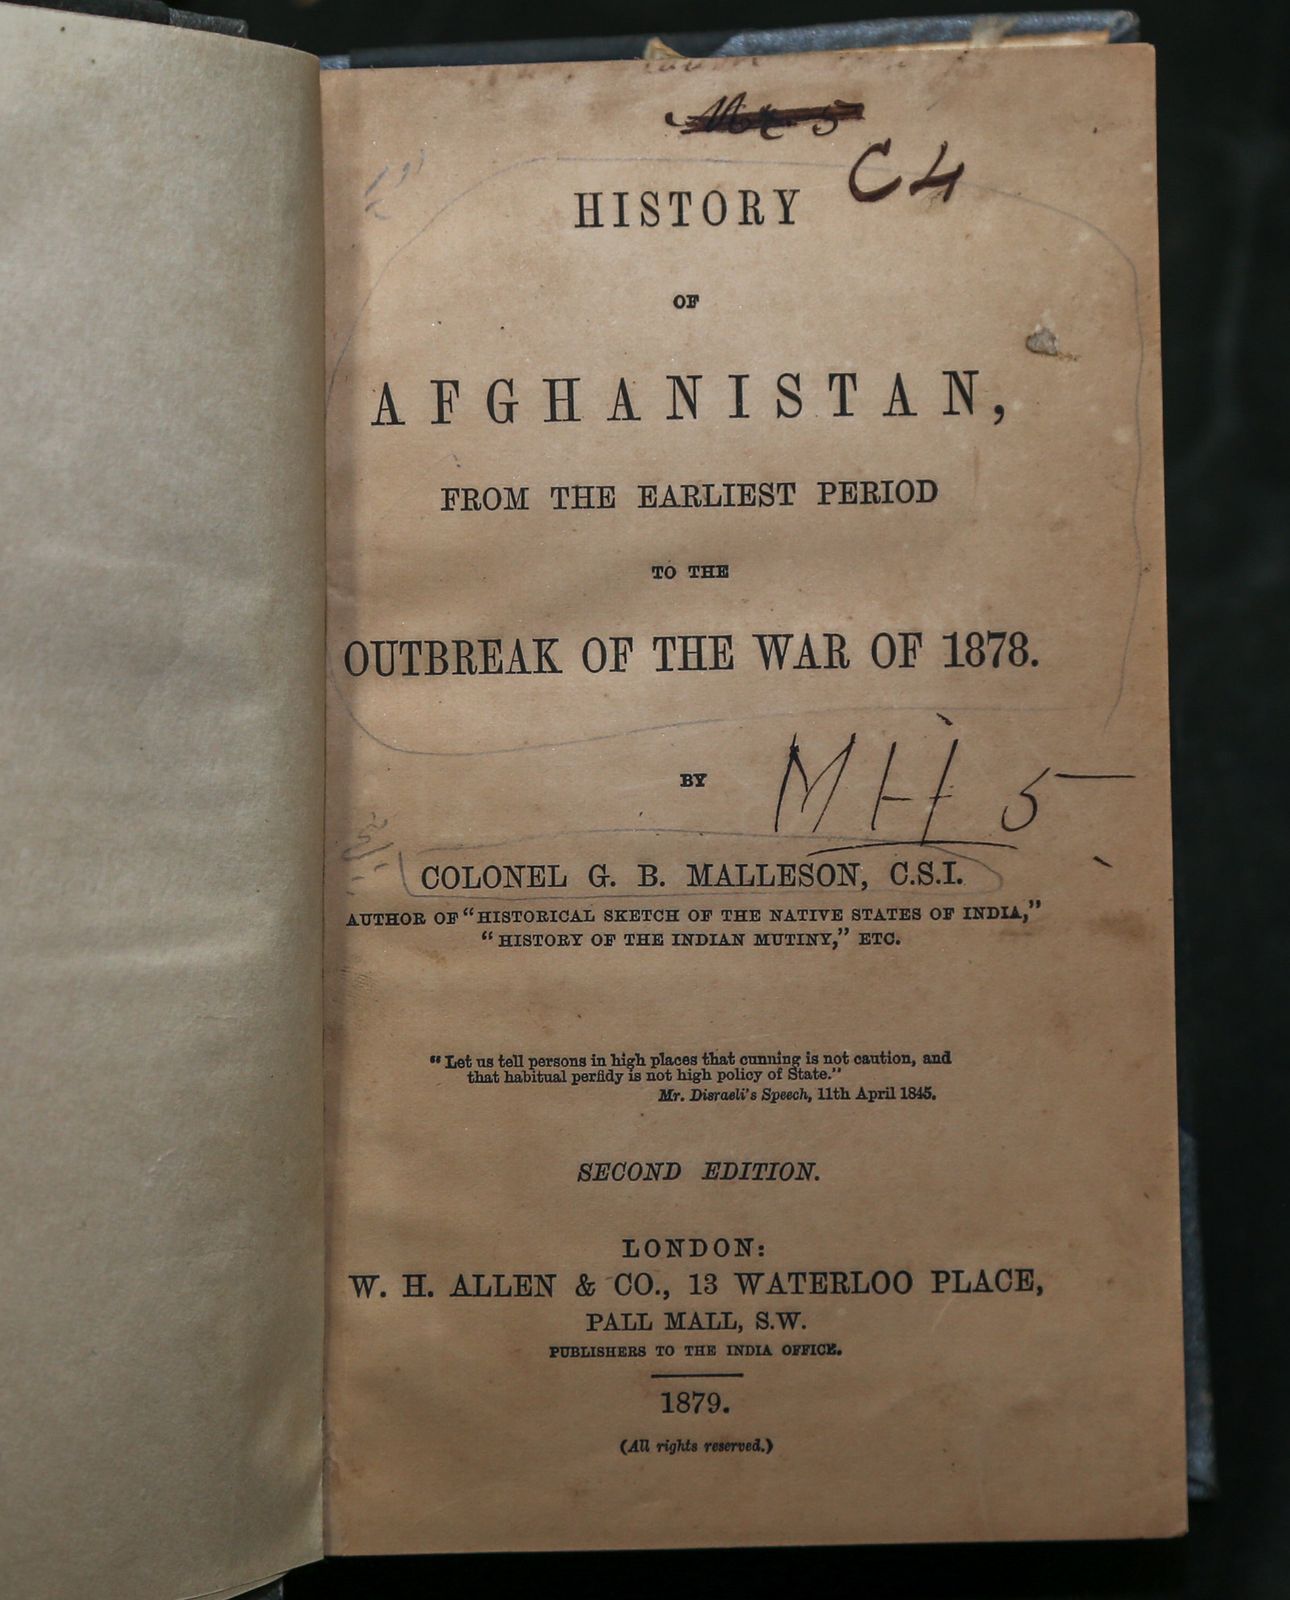 C4
HISTORY
OF
AFGHANISTAN,
FROM THE EARLIEST PERIOD
TO THE
OUTBREAK OF THE WAR OF 1878.
BY
MH 5
COLONEL G. B. MALLESON, C.S.I.
AUTHOR OF "HISTORICAL SKETCH OF THE NATIVE STATES OF INDIA,"
"HISTORY OF THE INDIAN MUTINY," ETC.
"Let us tell persons in high places that cunning is not caution, and
that habitual perfidy is not high policy of State."
Mr. Disraeli's Speech, 11th April 1845.
SECOND EDITION.
LONDON:
W. H. ALLEN & CO., 13 WATERLOO PLACE,
PALL MALL, S.W.
PUBLISHERS TO THE INDIA OFFICE.
1879.
(All rights reserved.)